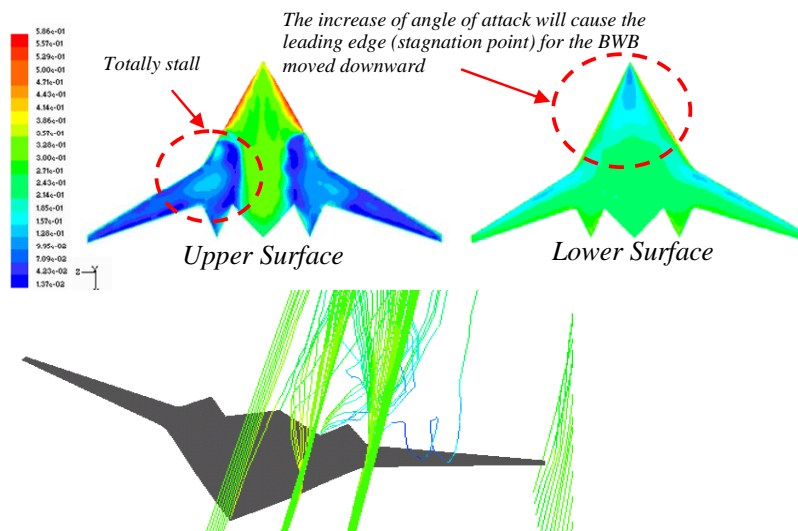 The increase of angle of attack will cause the
leading edge (stagnation point) for the BWB
moved downward
Totally stall
5.86e-01
5.57e-01
5.29e-01
5.00e-01
4.71e-01
4.43e-01
4.14e-01
3.86e-01
3.57e-01
3.28e-01
3.00e-01
2.71e-01
2.43e-01
2.14e-01
1.85e-01
1.57e-01
1.28e-01
9.95e-02
7.09e-02
4.23e-02
1.37e-02
Z
Upper Surface
Lower Surface